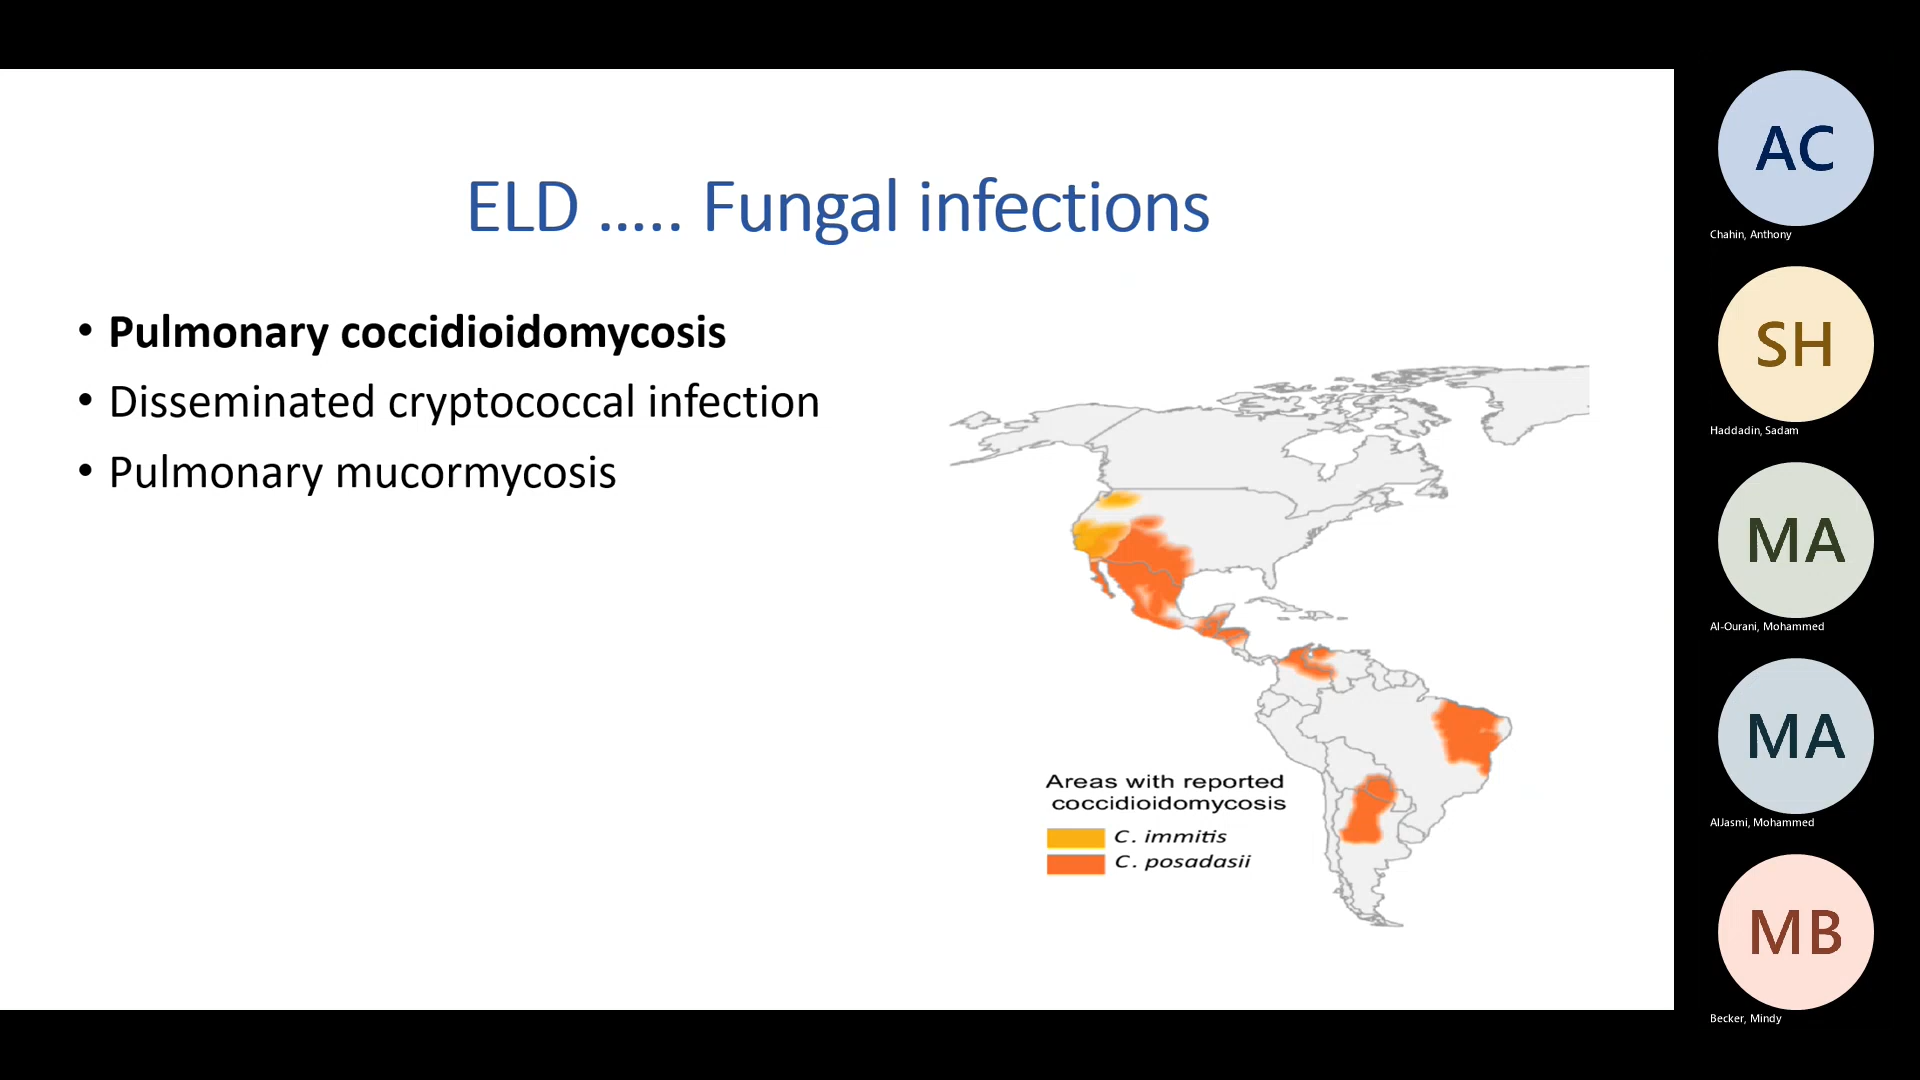 ELD ..... Fungal infections
• Pulmonary coccidioidomycosis
• Disseminated cryptococcal infection
• Pulmonary mucormycosis
Areas with reported
coccidioidomycosis
C. immitis
C. posadasii
AC
Chahin, Anthony
SH
Haddadin, Sadam
MA
Al-Ourani, Mohammed
MA
AlJasmi, Mohammed
MB
Becker, Mindy